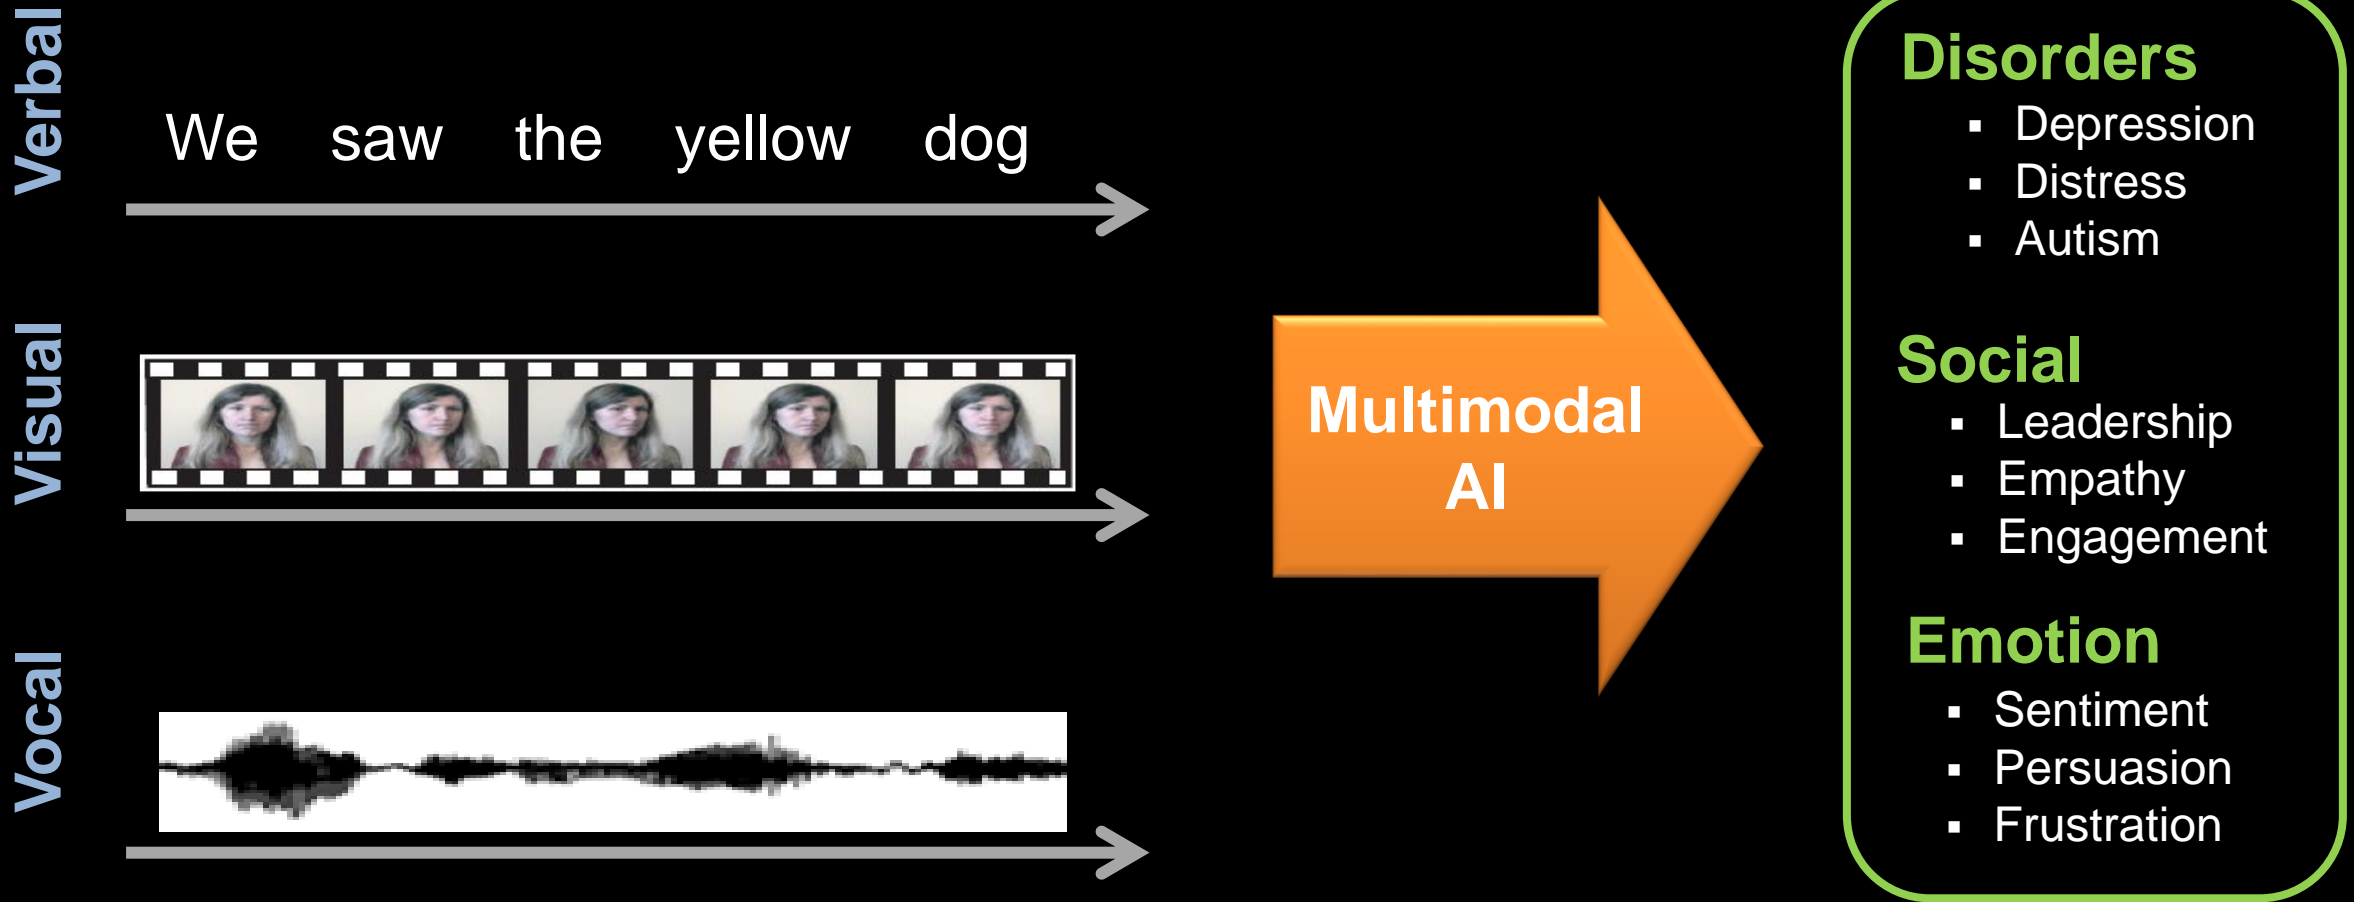 Verbal
We saw the yellow dog
Visual
Vocal
Multimodal
AI
Disorders
▪ Depression
▪ Distress
▪ Autism
Social
▪ Leadership
▪ Empathy
▪ Engagement
Emotion
▪ Sentiment
▪ Persuasion
▪ Frustration